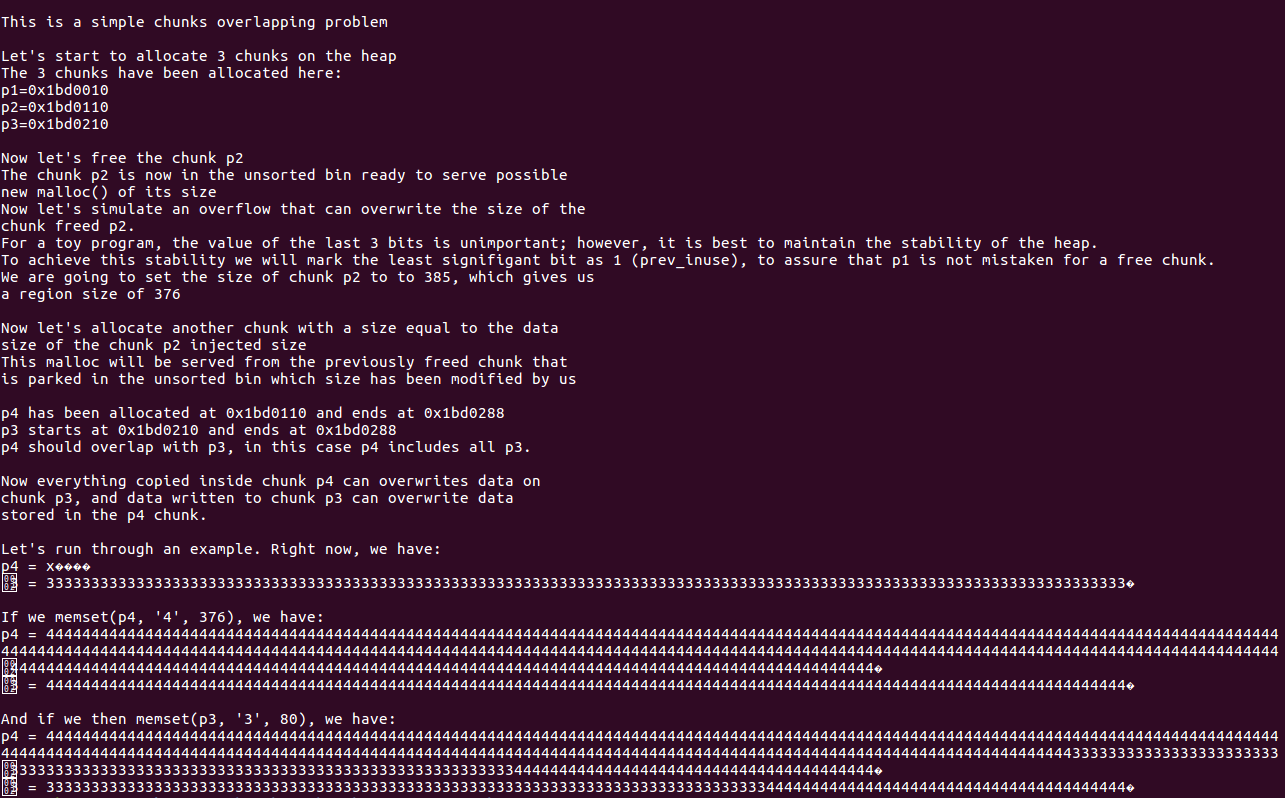 This is a simple chunks overlapping problem
Let's start to allocate 3 chunks on the heap
The 3 chunks have been allocated here:
p1=0x1bd0010
p2=0x1bd0110
p3=0x1bd0210
Now let's free the chunk p2
The chunk p2 is now in the unsorted bin ready to serve possible
new malloc() of its size
Now let's simulate an overflow that can overwrite the size of the
chunk freed p2.
For a toy program, the value of the last 3 bits is unimportant; however, it is best to maintain the stability of the heap.
To achieve this stability we will mark the least signifigant bit as 1 (prev_inuse), to assure that p1 is not mistaken for a free chunk.
We are going to set the size of chunk p2 to to 385, which gives us
a region size of 376
Now let's allocate another chunk with a size equal to the data
size of the chunk p2 injected size
This malloc will be served from the previously freed chunk that
is parked in the unsorted bin which size has been modified by us
p4 has been allocated at 0x1bd0110 and ends at 0x1bd0288
p3 starts at 0x1bd0210 and ends at 0x1bd0288
p4 should overlap with p3, in this case p4 includes all p3.
Now everything copied inside chunk p4 can overwrites data on
chunk p3, and data written to chunk p3 can overwrite data
stored in the p4 chunk.
Let's run through an example. Right now, we have:
p4 = x����
= 333333333333333333333333333333333333333333333333333333333333333333333333333333333333333333333333333333333333333333333333�
If we memset(p4, '4', 376), we have:
p4 = 44444444444444444444444444444444444444444444444444444444444444444444444444444444444444444444444444444444444444444444444444444444444444444
4444444444444444444444444444444444444444444444444444444444444444444444444444444444444444444444444444444444444444444444444444444444444444444444
444444444444444444444444444444444444444444444444444444444444444444444444444444444444444444444444�
= 444444444444444444444444444444444444444444444444444444444444444444444444444444444444444444444444444444444444444444444444�
And if we then memset(p3, '3', 80), we have:
p4 = 44444444444444444444444444444444444444444444444444444444444444444444444444444444444444444444444444444444444444444444444444444444444444444
4444444444444444444444444444444444444444444444444444444444444444444444444444444444444444444444444444444444444444444444433333333333333333333333
333333333333333333333333333333333333333333333333333333334444444444444444444444444444444444444444�
= 333333333333333333333333333333333333333333333333333333333333333333333333333333334444444444444444444444444444444444444444�